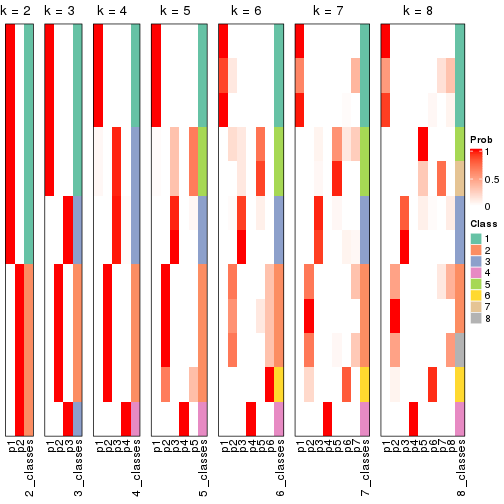 k = 2
k = 3
k = 4
k = 5
k = 6
k = 7
k = 8
p1
p2
2_classes
p1
p2
p3
3_classes
p1
p2
p3
p4
4_classes
p1
p2
p3
p4
p5
5_classes
p1
p2
p3
p4
p5
p6
6_classes
p1
p2
p3
p4
p5
p6
p7
7_classes
p1
p2
p3
p4
p5
p6
p7
p8
8_classes
Prob
1
0.5
0
Class
1
2
3
4
5
6
7
8